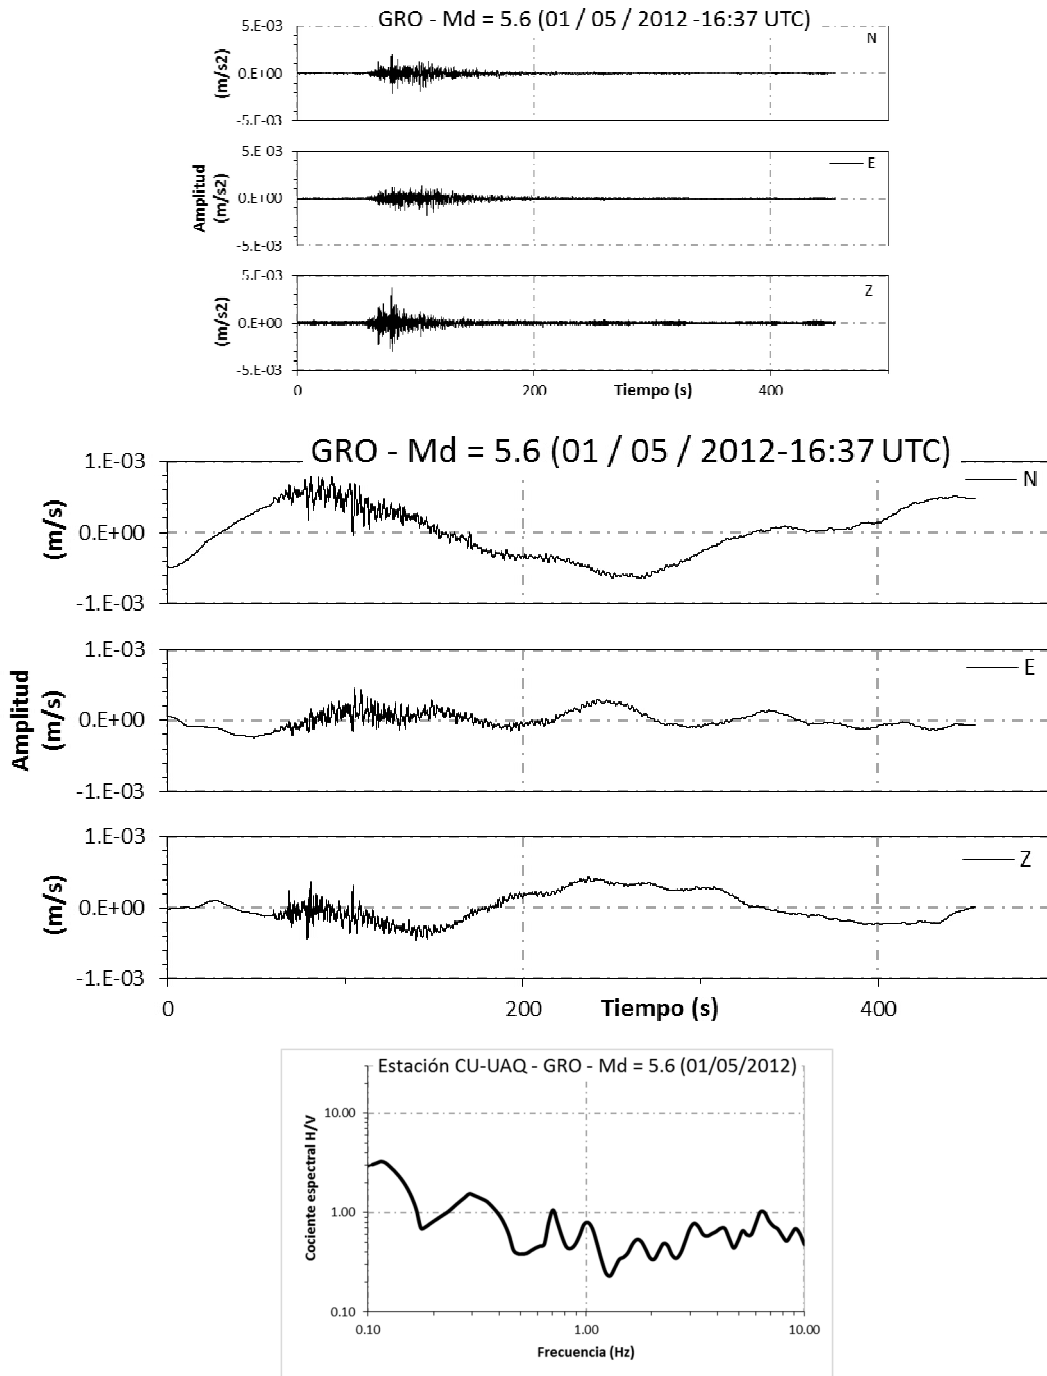 GRO - Md = 5.6 (01 / 05 / 2012 -16:37 UTC)
5.E-03
N
(m/s2)
0.E+00
-5.E-03
5.E-03
E
Amplitud
(m/s2)
0.E+00
-5.E-03
5.E-03
Z
(m/s2)
0.E+00
-5.E-03
0 200 400
Tiempo (s)
GRO - Md = 5.6 (01 / 05 / 2012-16:37 UTC)
1.E-03
N
(m/s)
0.E+00
-1.E-03
1.E-03
E
Amplitud
(m/s)
0.E+00
-1.E-03
1.E-03
Z
(m/s)
0.E+00
-1.E-03
0 200 Tiempo (s) 400
Estación CU-UAQ - GRO - Md = 5.6 (01/05/2012)
Cociente espectral H/V
10.00
1.00
0.10
0.10 1.00 10.00
Frecuencia (Hz)